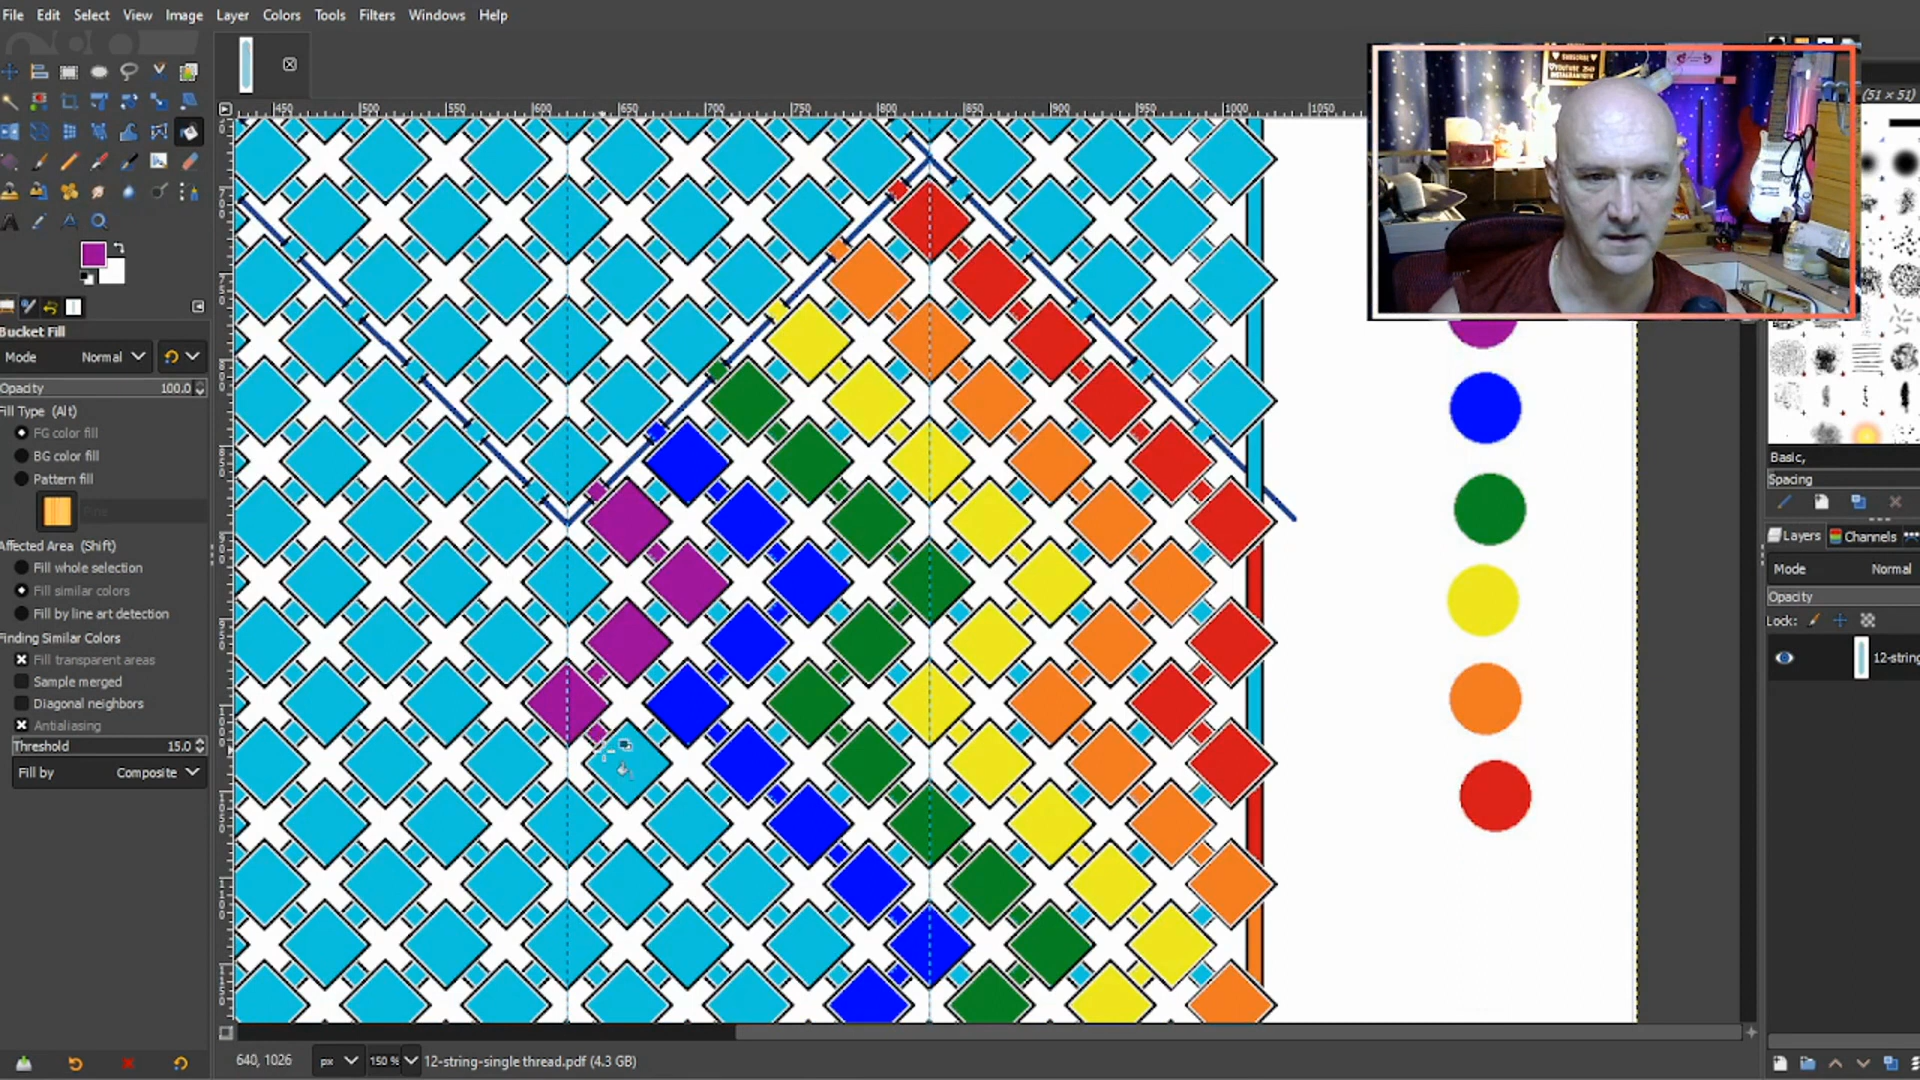 File Edit Select View Image Layer Colors Tools Filters Windows Help
450 500 550 600 650 700 750 800 850 900 950 1000 1050
(51 × 51)
SUBSCRIBE
Bucket Fill
Mode Normal
Opacity 100.0
Fill Type (Alt)
FG color fill
BG color fill
Pattern fill
Pine
Affected Area (Shift)
Fill whole selection
Fill similar colors
Fill by line art detection
Finding Similar Colors
Fill transparent areas
Sample merged
Diagonal neighbors
Antialiasing
Threshold 15.0
Fill by Composite
Basic,
Spacing
Layers Channels
Mode Normal
Opacity
Lock:
12-string
640, 1026 px 150 % 12-string-single thread.pdf (4.3 GB)